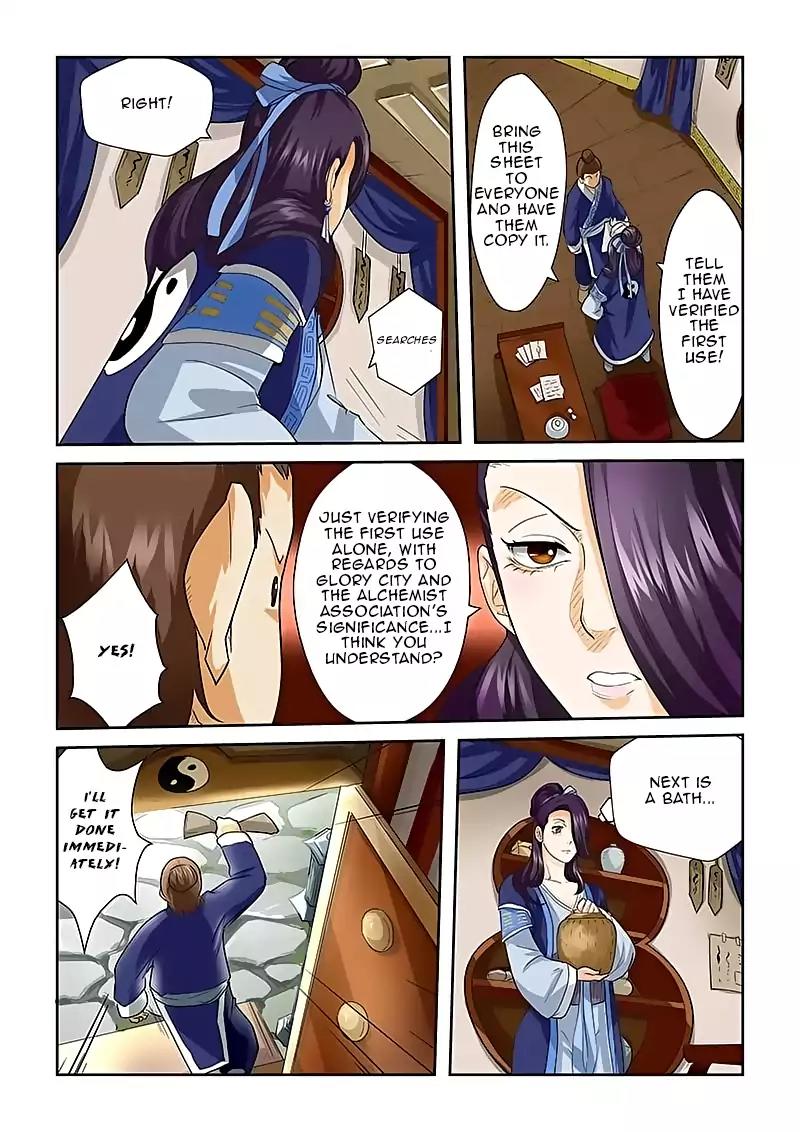 RIGHT!
SEARCHES
BRING
THIS
SHEET
TO
EVERYONE
AND HAVE
THEM
COPY IT.
TELL
THEM
I HAVE
VERIFIED
THE
FIRST
USE!
YES!
JUST VERIFYING
THE FIRST USE
ALONE, WITH
REGARDS TO
GLORY CITY AND
THE ALCHEMIST
ASSOCIATION'S
SIGNIFICANCE...I
THINK YOU
UNDERSTAND?
I'LL
GET IT
DONE
IMMEDI-
ATELY!
NEXT IS
A BATH...